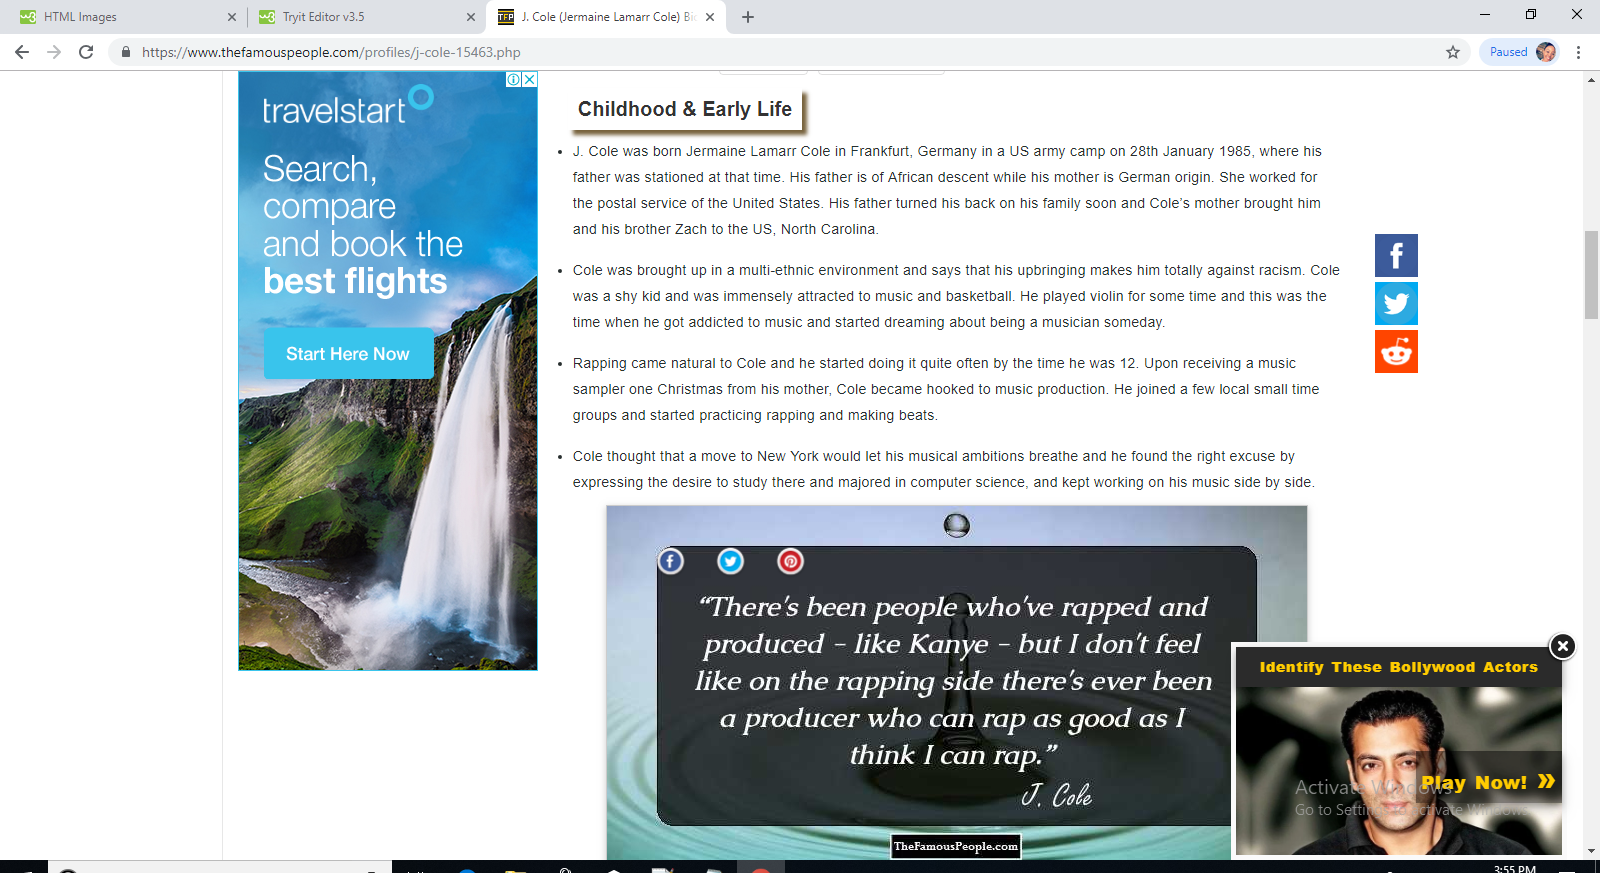 HTML Images
Tryit Editor v3.5
J. Cole (Jermaine Lamarr Cole) Bio
https://www.thefamouspeople.com/profiles/j-cole-15463.php
Paused
travelstart
Search,
compare
and book the
best flights
Start Here Now
Childhood & Early Life
• J. Cole was born Jermaine Lamarr Cole in Frankfurt, Germany in a US army camp on 28th January 1985, where his
father was stationed at that time. His father is of African descent while his mother is German origin. She worked for
the postal service of the United States. His father turned his back on his family soon and Cole’s mother brought him
and his brother Zach to the US, North Carolina.
• Cole was brought up in a multi-ethnic environment and says that his upbringing makes him totally against racism. Cole
was a shy kid and was immensely attracted to music and basketball. He played violin for some time and this was the
time when he got addicted to music and started dreaming about being a musician someday.
• Rapping came natural to Cole and he started doing it quite often by the time he was 12. Upon receiving a music
sampler one Christmas from his mother, Cole became hooked to music production. He joined a few local small time
groups and started practicing rapping and making beats.
• Cole thought that a move to New York would let his musical ambitions breathe and he found the right excuse by
expressing the desire to study there and majored in computer science, and kept working on his music side by side.
“There's been people who've rapped and
produced - like Kanye - but I don't feel
like on the rapping side there's ever been
a producer who can rap as good as I
think I can rap.”
J. Cole
TheFamousPeople.com
Identify These Bollywood Actors
Play Now! »
Activate Windows
Go to Settings to activate Windows.
3:55 PM